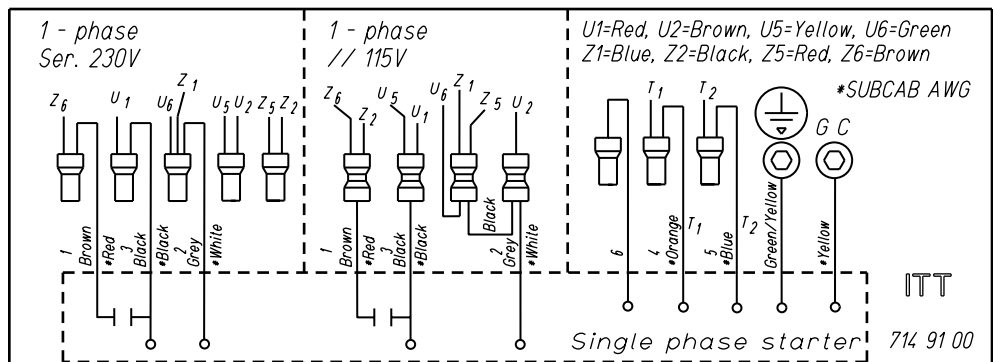 1 - phase
Ser. 230V
Z6 U1 U6 Z1 U5 U2 Z5 Z2
1 Brown *Red 3 Black *Black 2 Grey *White
1 - phase
// 115V
Z6 Z2 U5 U1 U6 Z1 Z5 U2
Black
1 Brown *Red 3 Black *Black 2 Grey *White
U1=Red, U2=Brown, U5=Yellow, U6=Green
Z1=Blue, Z2=Black, Z5=Red, Z6=Brown
*SUBCAB AWG
T1 T2 G C
T1 T2
6 4 *Orange 5 *Blue Green/Yellow *Yellow
ITT
Single phase starter
714 91 00